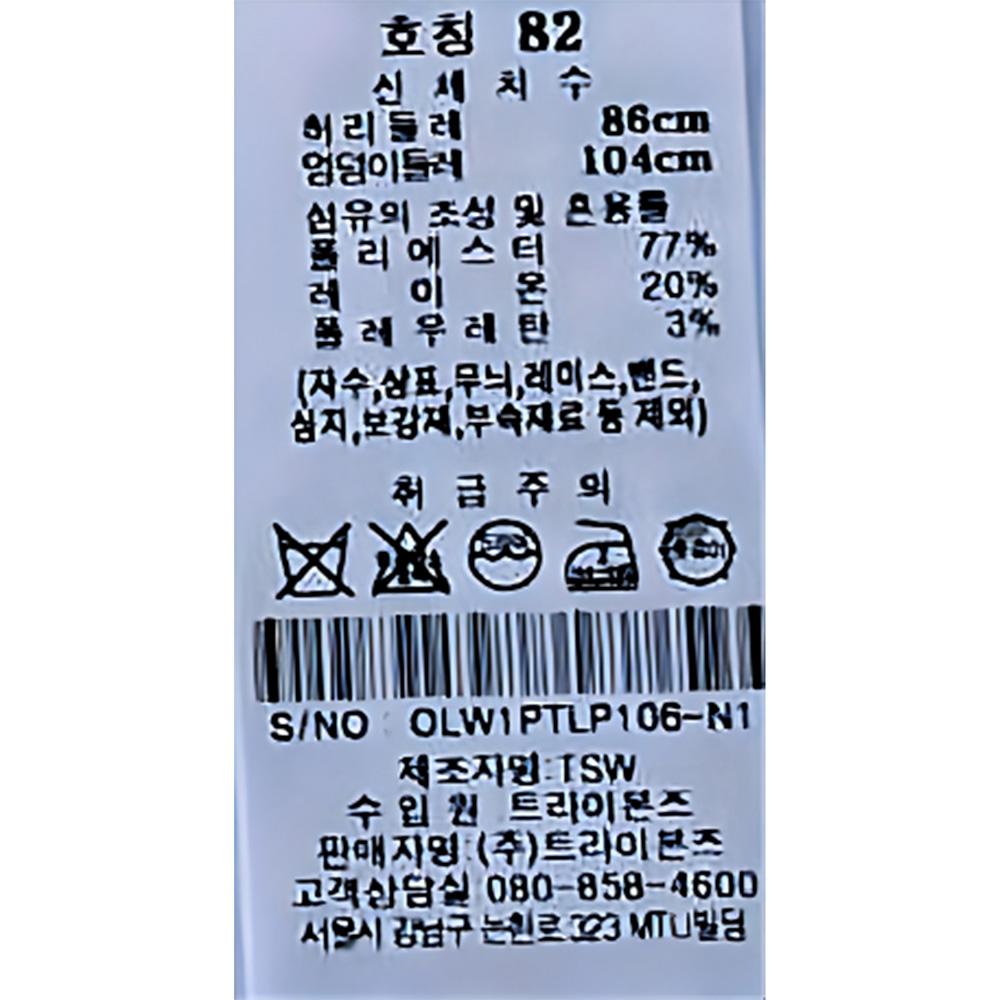 호칭 82
신체치수
허리둘레 86cm
엉덩이둘레 104cm
섬유의 조성 및 혼용률
폴리에스터 77%
레이온 20%
폴리우레탄 3%
(자수,상표,무늬,레이스,밴드,
심지,보강재,부속재료 등 제외)
취급주의
S/NO : OLW1PTLP106-N1
제조자명:TSW
수입원 트라이본즈
판매자명:(주)트라이본즈
고객상담실 080-858-4600
서울시 강남구 논현로 323 MTU빌딩